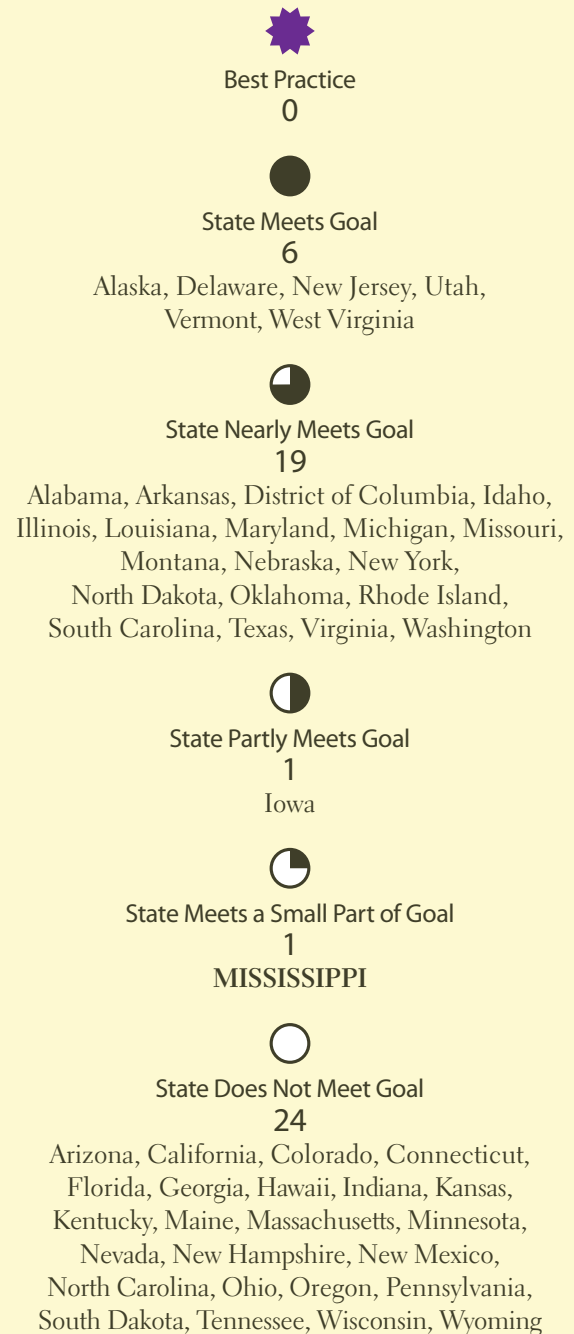 Best Practice
0
State Meets Goal
6
Alaska, Delaware, New Jersey, Utah,
Vermont, West Virginia
State Nearly Meets Goal
19
Alabama, Arkansas, District of Columbia, Idaho,
Illinois, Louisiana, Maryland, Michigan, Missouri,
Montana, Nebraska, New York,
North Dakota, Oklahoma, Rhode Island,
South Carolina, Texas, Virginia, Washington
State Partly Meets Goal
1
Iowa
State Meets a Small Part of Goal
1
MISSISSIPPI
State Does Not Meet Goal
24
Arizona, California, Colorado, Connecticut,
Florida, Georgia, Hawaii, Indiana, Kansas,
Kentucky, Maine, Massachusetts, Minnesota,
Nevada, New Hampshire, New Mexico,
North Carolina, Ohio, Oregon, Pennsylvania,
South Dakota, Tennessee, Wisconsin, Wyoming